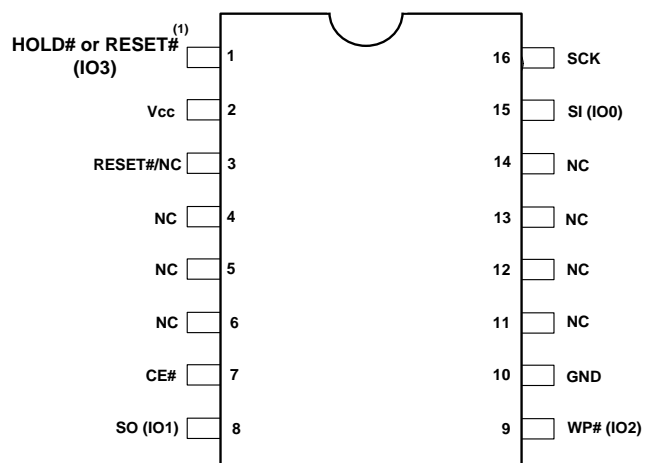 HOLD# or RESET# (1)
(IO3)
1
16
SCK
Vcc
2
15
SI (IO0)
RESET#/NC
3
14
NC
NC
4
13
NC
NC
5
12
NC
NC
6
11
NC
CE#
7
10
GND
SO (IO1)
8
9
WP# (IO2)